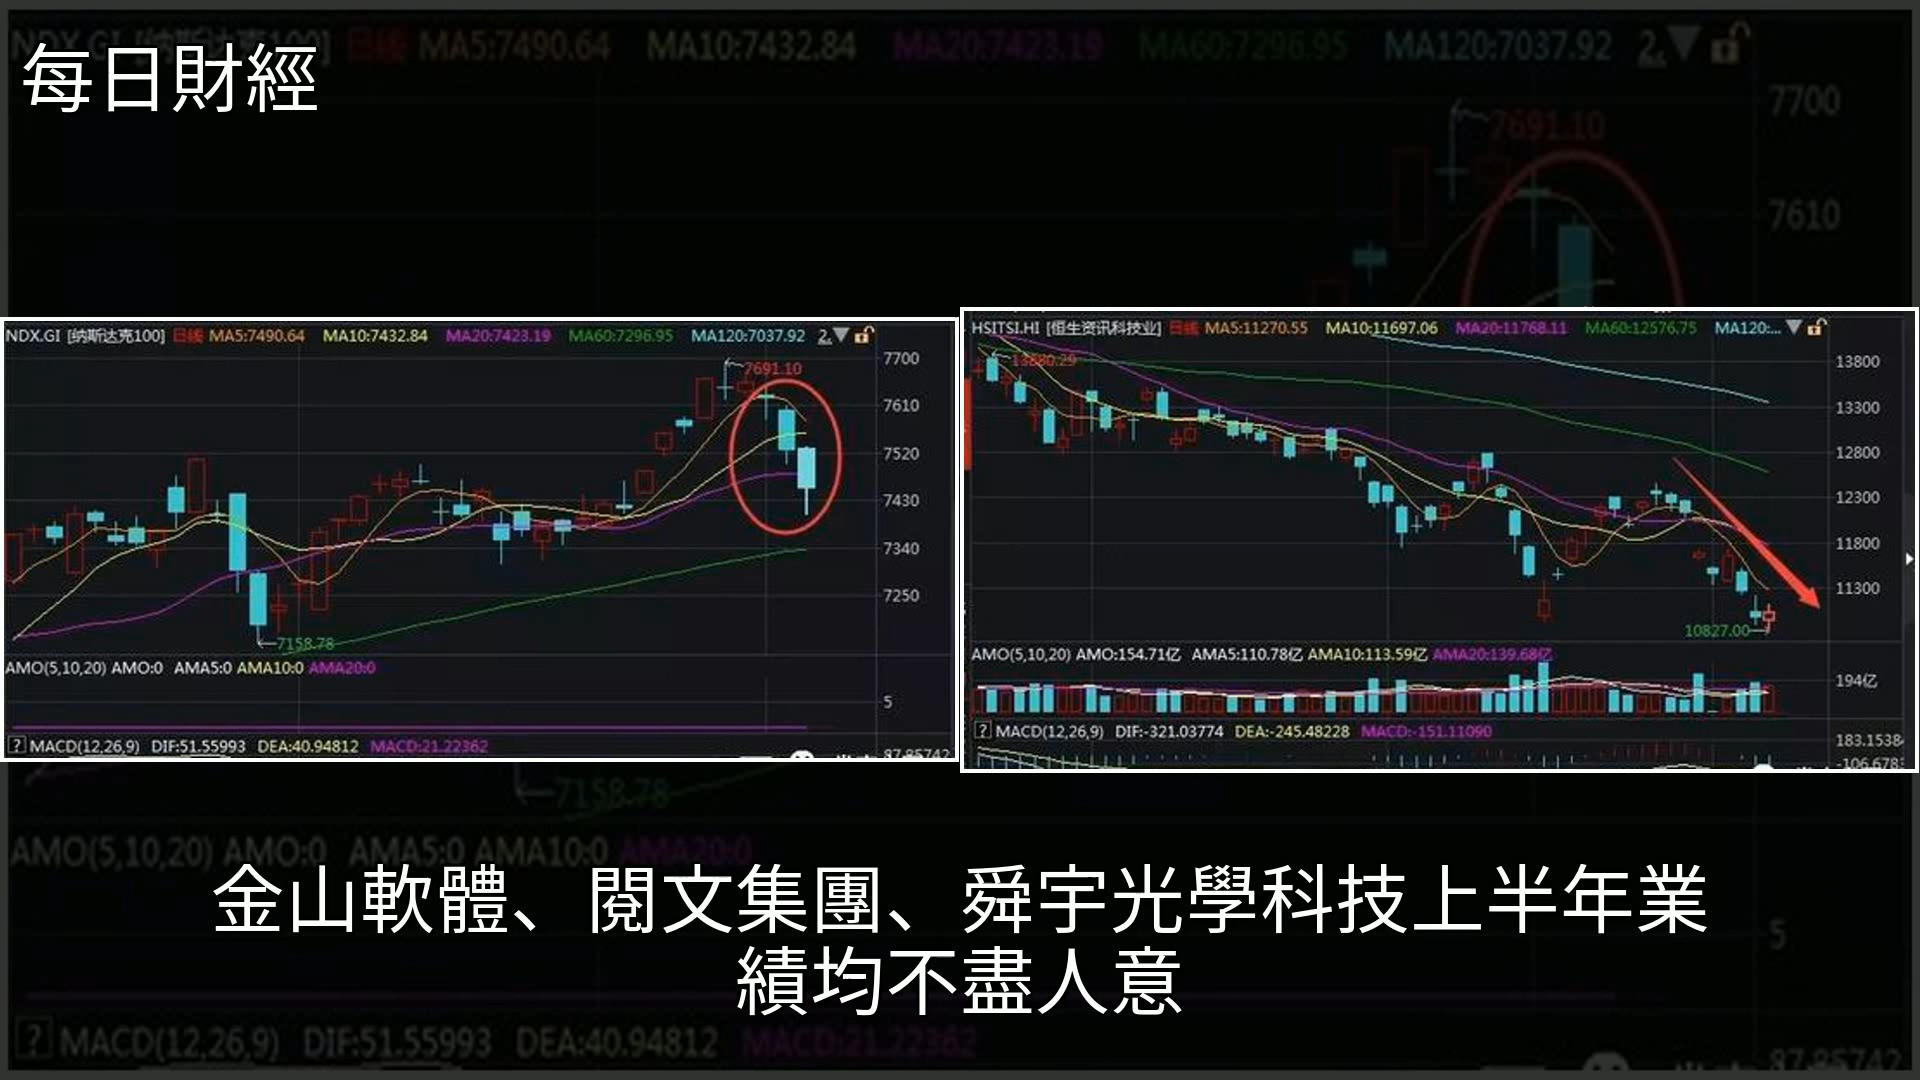 每日財經
NDX.GI [纳斯达克100] 日线 MA5:7490.64 MA10:7432.84 MA20:7423.19 MA60:7296.95 MA120:7037.92 2.
7700
7691.10
7610
7520
7430
7340
7250
7158.78
AMO(5,10,20) AMO:0 AMA5:0 AMA10:0 AMA20:0
5
MACD(12,26,9) DIF:51.55993 DEA:40.94812 MACD:21.22362
87.85742
HSITSI.HI [恒生资讯科技业] 日线 MA5:11270.55 MA10:11697.06 MA20:11768.11 MA60:12576.75 MA120:...
13880.29
13800
13300
12800
12300
11800
11300
10827.00
AMO(5,10,20) AMO:154.71亿 AMA5:110.78亿 AMA10:113.59亿 AMA20:139.68亿
194亿
MACD(12,26,9) DIF:-321.03774 DEA:-245.48228 MACD:-151.11090
183.1538
-106.678
金山軟體、閱文集團、舜宇光學科技上半年業
績均不盡人意